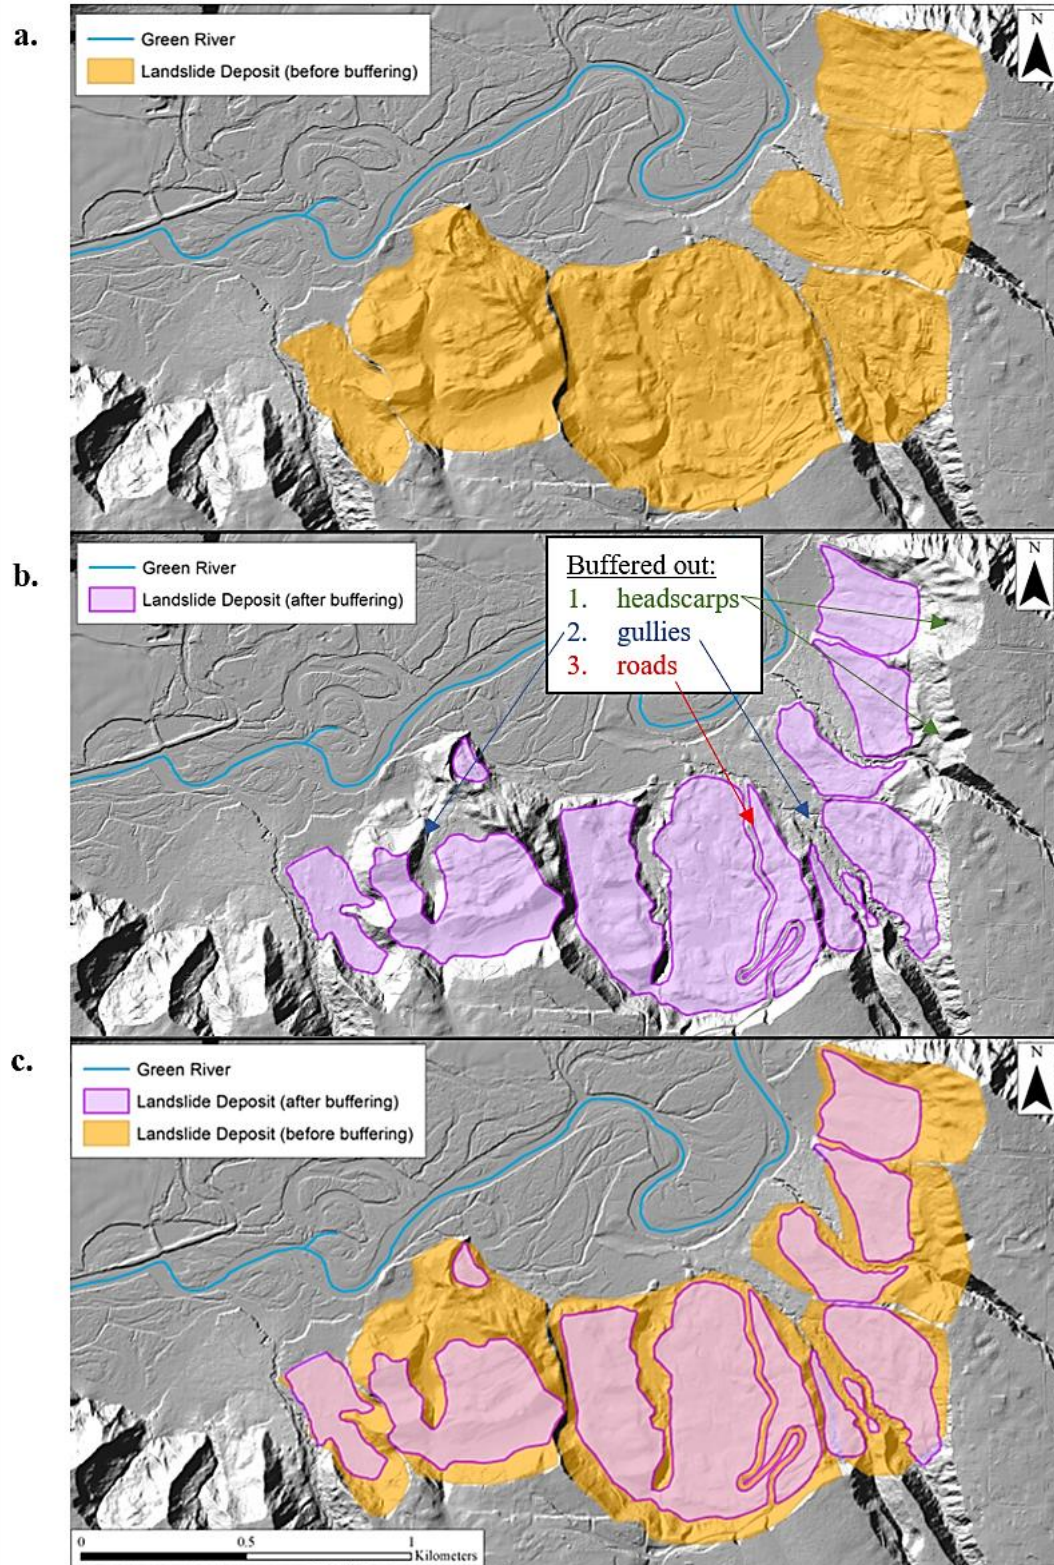 a.
Green River
Landslide Deposit (before buffering)
N
b.
Green River
Landslide Deposit (after buffering)
Buffered out:
1. headscarps
2. gullies
3. roads
N
c.
Green River
Landslide Deposit (after buffering)
Landslide Deposit (before buffering)
N
0 0.5 1
Kilometers